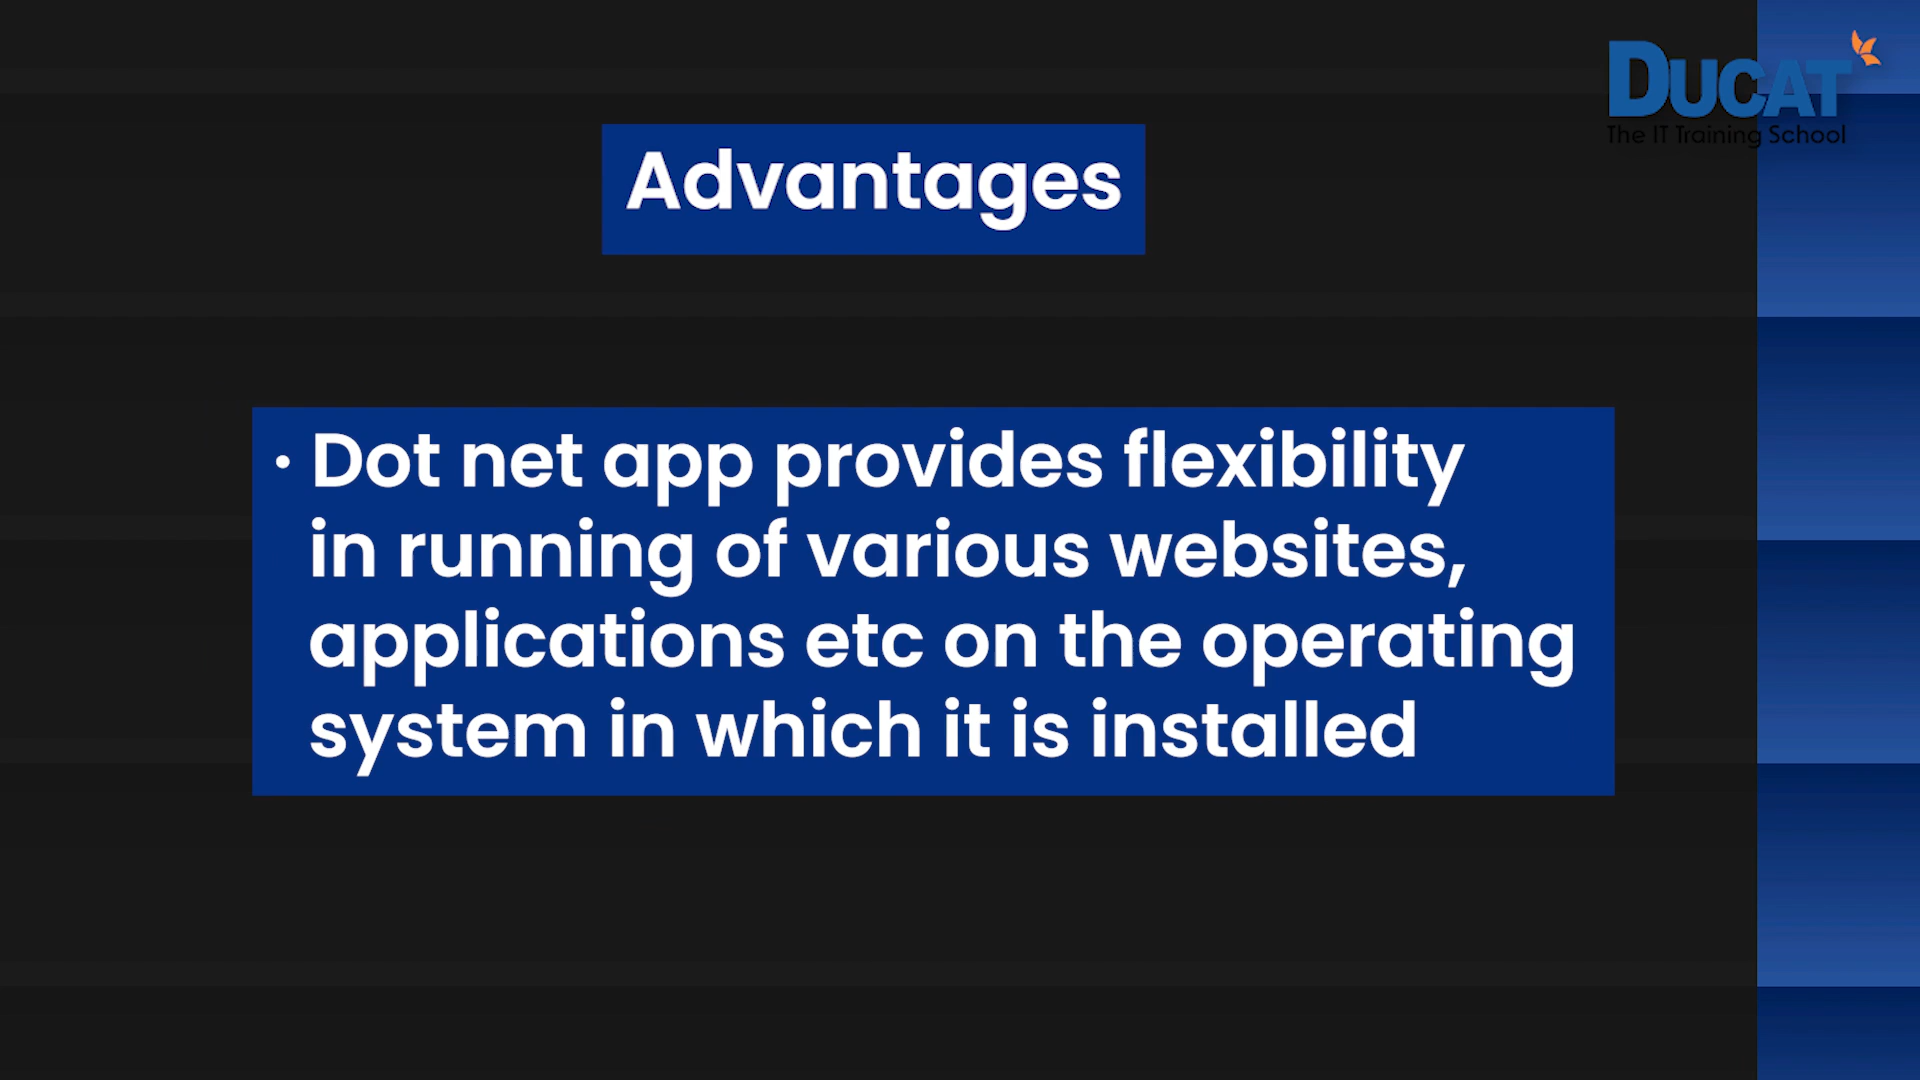 DUCAT
The IT Training School
Advantages
• Dot net app provides flexibility
in running of various websites,
applications etc on the operating
system in which it is installed